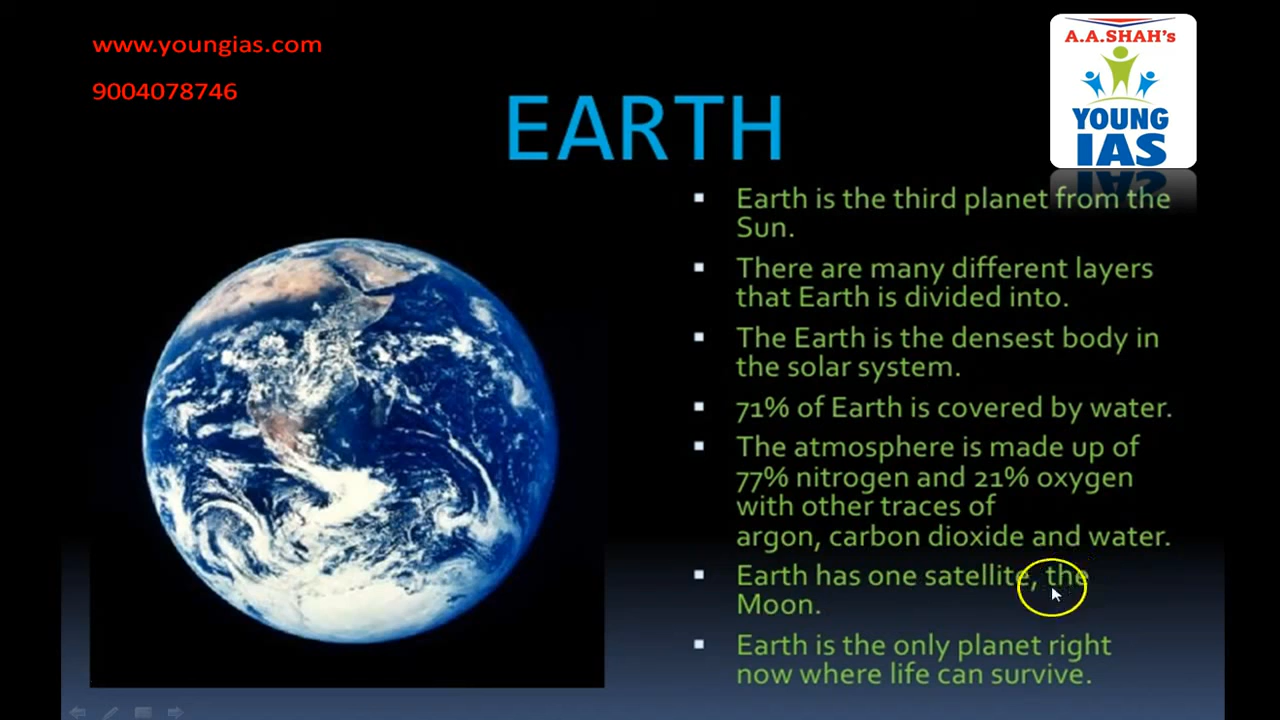 www.youngias.com
9004078746
A.A.SHAH's
YOUNG
IAS
EARTH
Earth is the third planet from the
Sun.
There are many different layers
that Earth is divided into.
The Earth is the densest body in
the solar system.
71% of Earth is covered by water.
The atmosphere is made up of
77% nitrogen and 21% oxygen
with other traces of
argon, carbon dioxide and water.
Earth has one satellite, the
Moon.
Earth is the only planet right
now where life can survive.